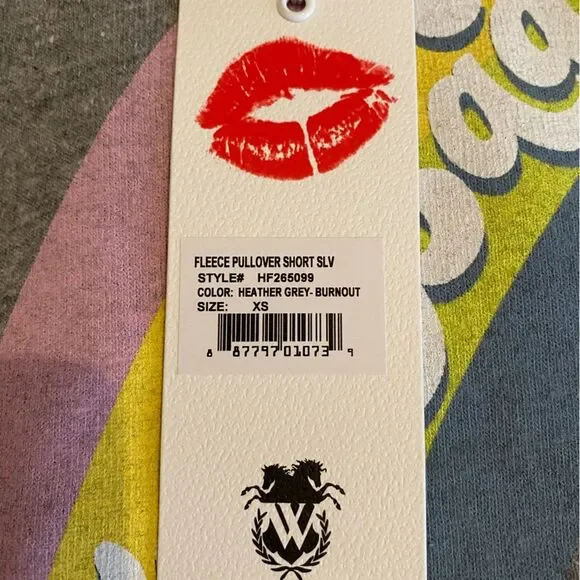 FLEECE PULLOVER SHORT SLV
STYLE# HF265099
COLOR: HEATHER GREY- BURNOUT
SIZE: XS
8 87797 01073 9
W